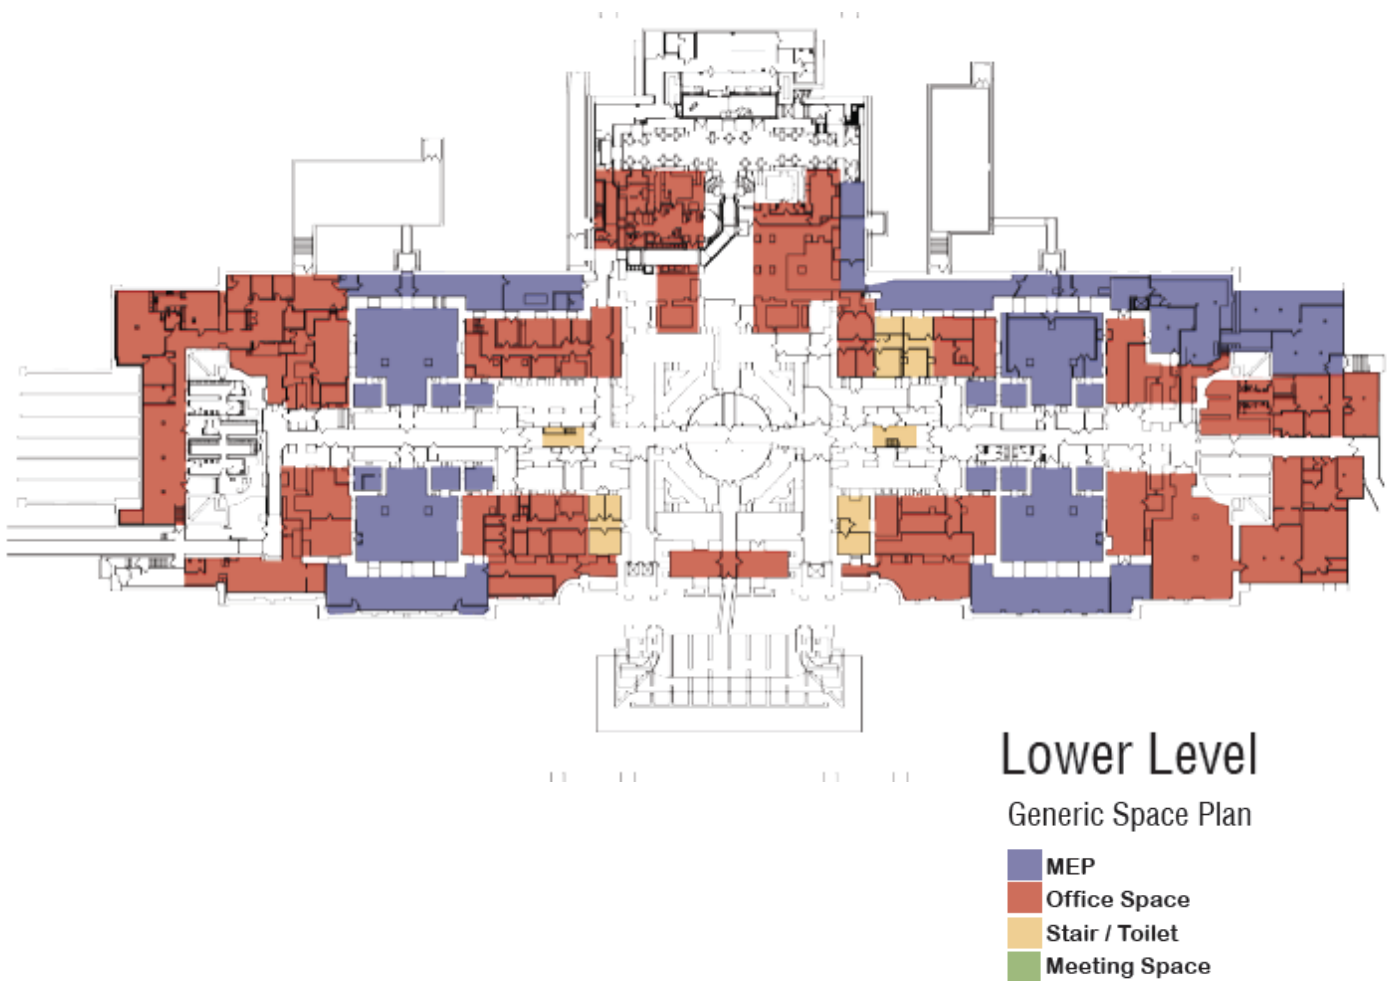 Lower Level
Generic Space Plan
MEP
Office Space
Stair / Toilet
Meeting Space